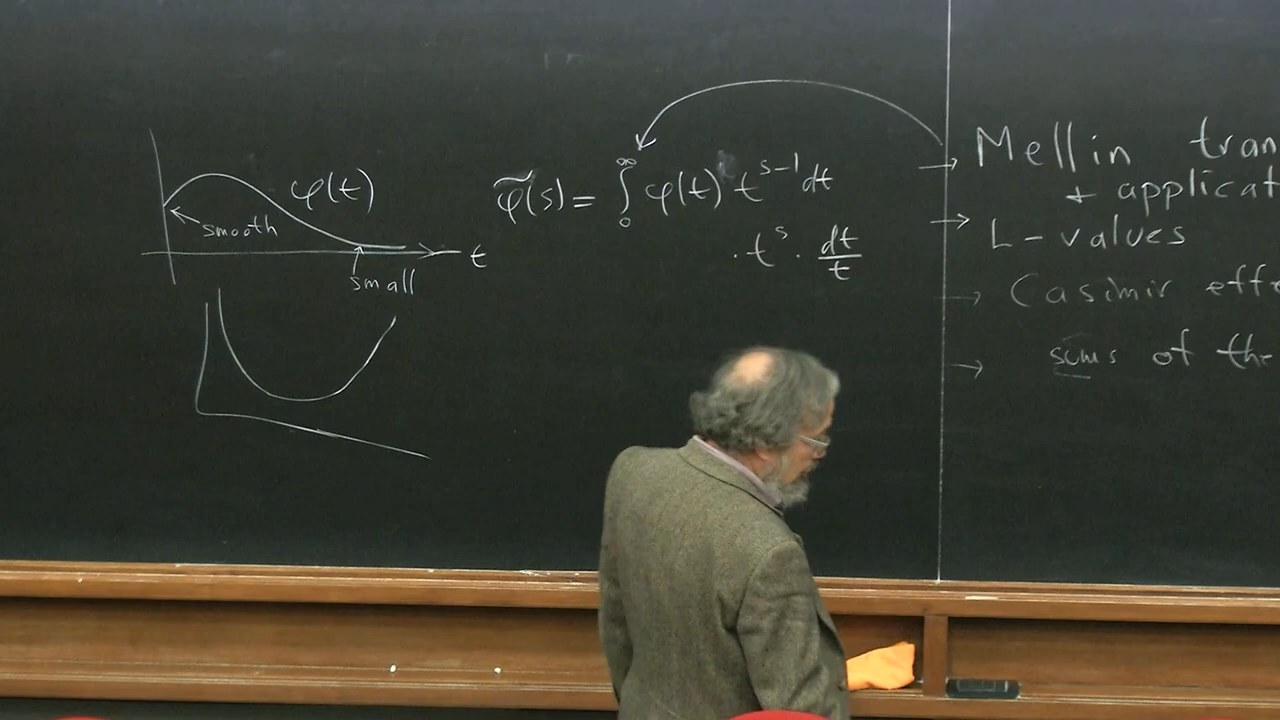 φ(t)
smooth
small
t
φ̃(s) = ∫₀^∞ φ(t) t^{s-1} dt
· t^s · dt/t
→ Mellin tran
+ applicat
→ L-values
→ Casimir effe
→ sums of the